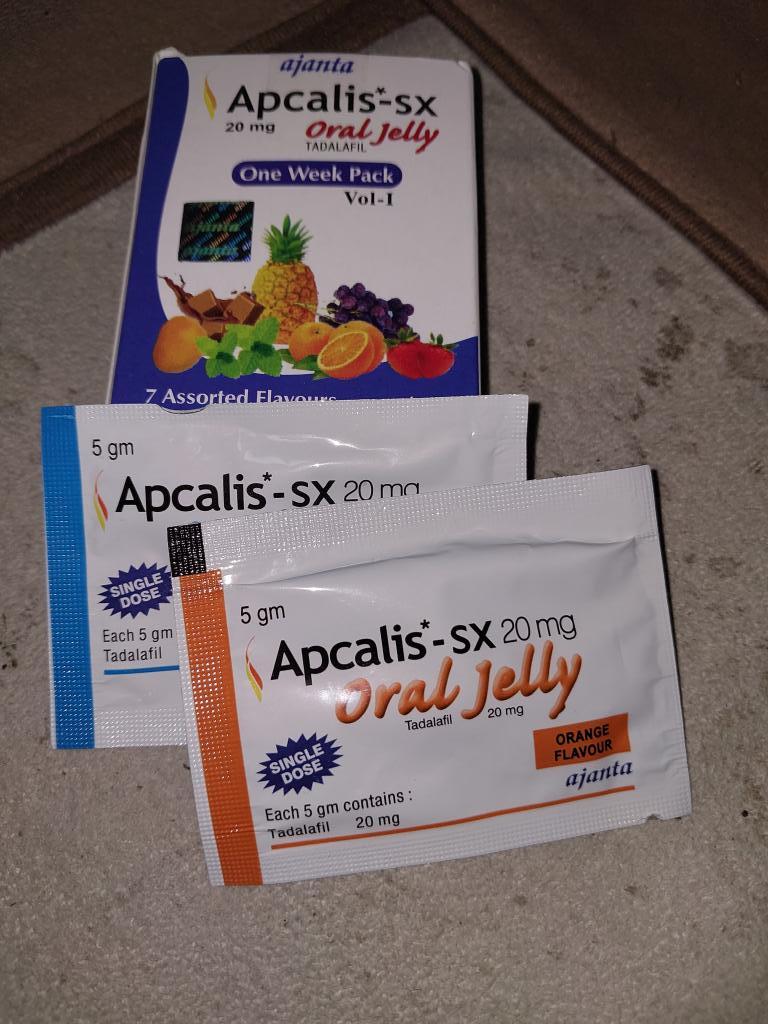 ajanta
Apcalis*-sx
20 mg Oral Jelly
TADALAFIL
One Week Pack
Vol-I
ajanta
ajanta
7 Assorted Flavours
5 gm
Apcalis*-sx 20 mg
SINGLE
DOSE
Each 5 gm
Tadalafil
5 gm
Apcalis*-sx 20 mg
Oral Jelly
Tadalafil 20 mg
SINGLE
DOSE
ORANGE
FLAVOUR
ajanta
Each 5 gm contains :
Tadalafil 20 mg